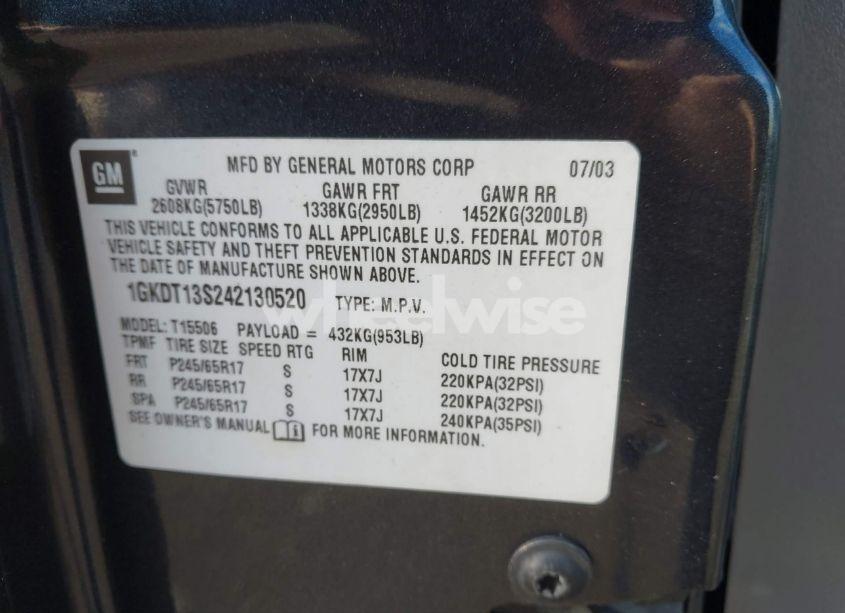 GM MFD BY GENERAL MOTORS CORP 07/03
GVWR GAWR FRT GAWR RR
2608KG(5750LB) 1338KG(2950LB) 1452KG(3200LB)
THIS VEHICLE CONFORMS TO ALL APPLICABLE U.S. FEDERAL MOTOR
VEHICLE SAFETY AND THEFT PREVENTION STANDARDS IN EFFECT ON
THE DATE OF MANUFACTURE SHOWN ABOVE.
1GKDT13S242130520 TYPE: M.P.V.
wheelwise
MODEL: T15506 PAYLOAD = 432KG(953LB)
TPMF TIRE SIZE SPEED RTG RIM COLD TIRE PRESSURE
FRT P245/65R17 S 17X7J 220KPA(32PSI)
RR P245/65R17 S 17X7J 220KPA(32PSI)
SPA P245/65R17 S 17X7J 240KPA(35PSI)
SEE OWNER'S MANUAL FOR MORE INFORMATION.